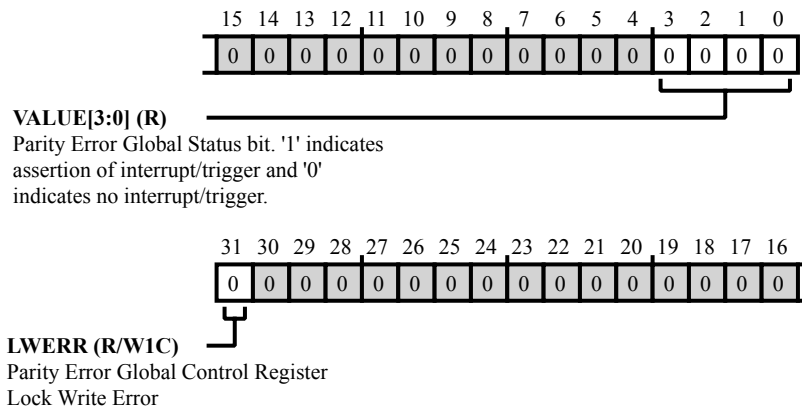 15 14 13 12 11 10 9 8 7 6 5 4 3 2 1 0
0 0 0 0 0 0 0 0 0 0 0 0 0 0 0 0
VALUE[3:0] (R)
Parity Error Global Status bit. '1' indicates
assertion of interrupt/trigger and '0'
indicates no interrupt/trigger.
31 30 29 28 27 26 25 24 23 22 21 20 19 18 17 16
0 0 0 0 0 0 0 0 0 0 0 0 0 0 0 0
LWERR (R/W1C)
Parity Error Global Control Register
Lock Write Error